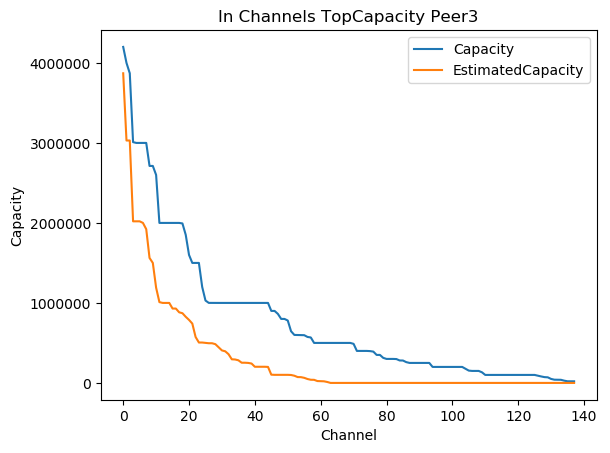 In Channels TopCapacity Peer3
Capacity
EstimatedCapacity
4000000
3000000
2000000
1000000
0
Capacity
0 20 40 60 80 100 120 140
Channel